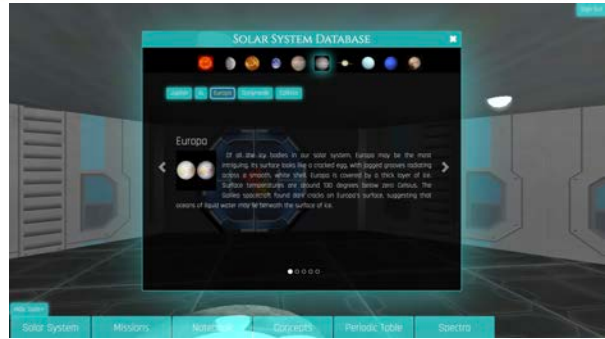 Sign Out
SOLAR SYSTEM DATABASE
Jupiter Io Europa Ganymede Callisto
Europa
Of all the icy bodies in our solar system, Europa may be the most
intriguing. Its surface looks like a cracked egg, with jagged grooves radiating
across a smooth, white shell. Europa is covered by a thick layer of ice.
Surface temperatures are around 130 degrees below zero Celsius. The
Galileo spacecraft found dark cracks on Europa's surface, suggesting that
oceans of liquid water may be beneath the surface of ice.
Solar System Missions Concepts Periodic Table Spectra